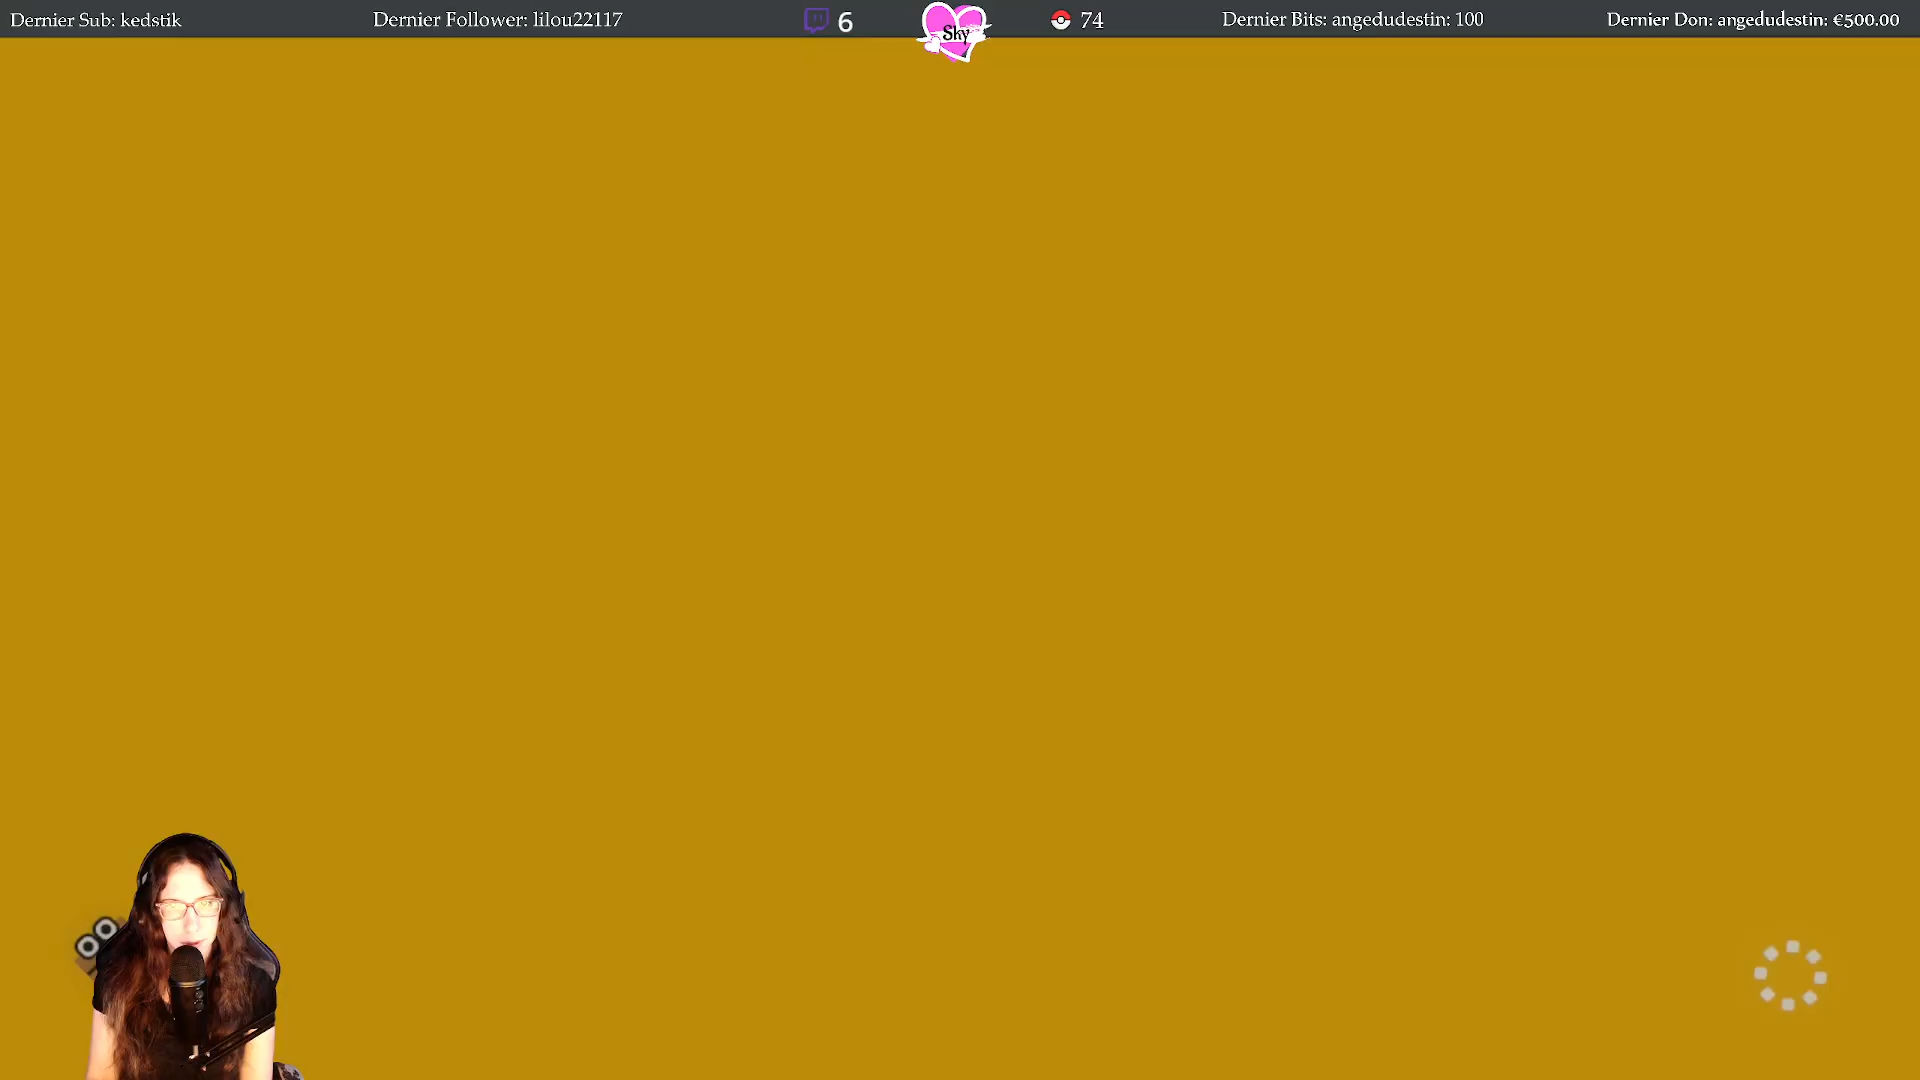 Dernier Sub: kedstik
Dernier Follower: lilou22117
6
Sky
74
Dernier Bits: angedudestin: 100
Dernier Don: angedudestin: €500.00